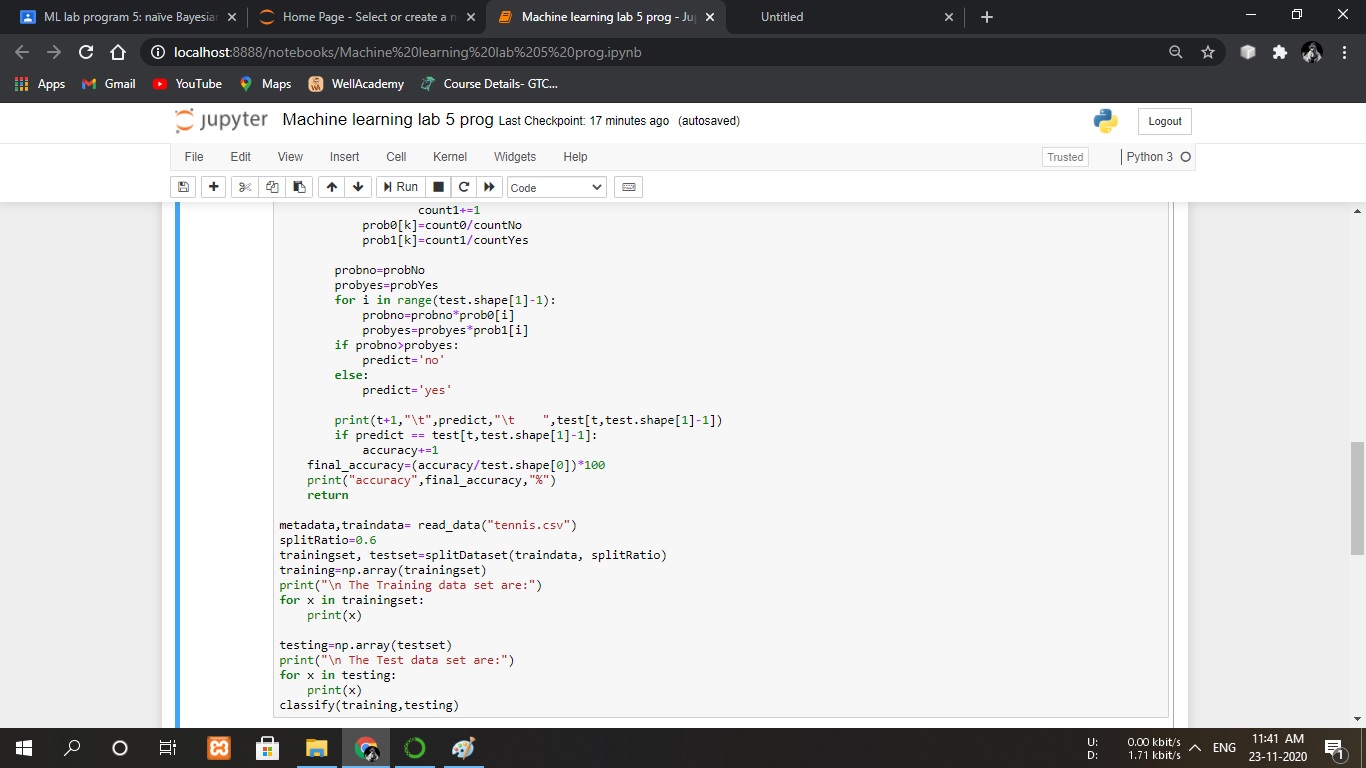 ML lab program 5: naïve Bayesian
Home Page - Select or create a n
Machine learning lab 5 prog - Ju
Untitled
localhost:8888/notebooks/Machine%20learning%20lab%205%20prog.ipynb
Apps Gmail YouTube Maps WellAcademy Course Details- GTC...
jupyter Machine learning lab 5 prog Last Checkpoint: 17 minutes ago (autosaved)
Logout
File Edit View Insert Cell Kernel Widgets Help
Trusted
Python 3
Run
Code
count1+=1
prob0[k]=count0/countNo
prob1[k]=count1/countYes
probno=probNo
probyes=probYes
for i in range(test.shape[1]-1):
probno=probno*prob0[i]
probyes=probyes*prob1[i]
if probno>probyes:
predict='no'
else:
predict='yes'
print(t+1,"\t",predict,"\t    ",test[t,test.shape[1]-1])
if predict == test[t,test.shape[1]-1]:
accuracy+=1
final_accuracy=(accuracy/test.shape[0])*100
print("accuracy",final_accuracy,"%")
return
metadata,traindata= read_data("tennis.csv")
splitRatio=0.6
trainingset, testset=splitDataset(traindata, splitRatio)
training=np.array(trainingset)
print("\n The Training data set are:")
for x in trainingset:
print(x)
testing=np.array(testset)
print("\n The Test data set are:")
for x in testing:
print(x)
classify(training,testing)
U: 0.00 kbit/s
D: 1.71 kbit/s
ENG
11:41 AM
23-11-2020
1